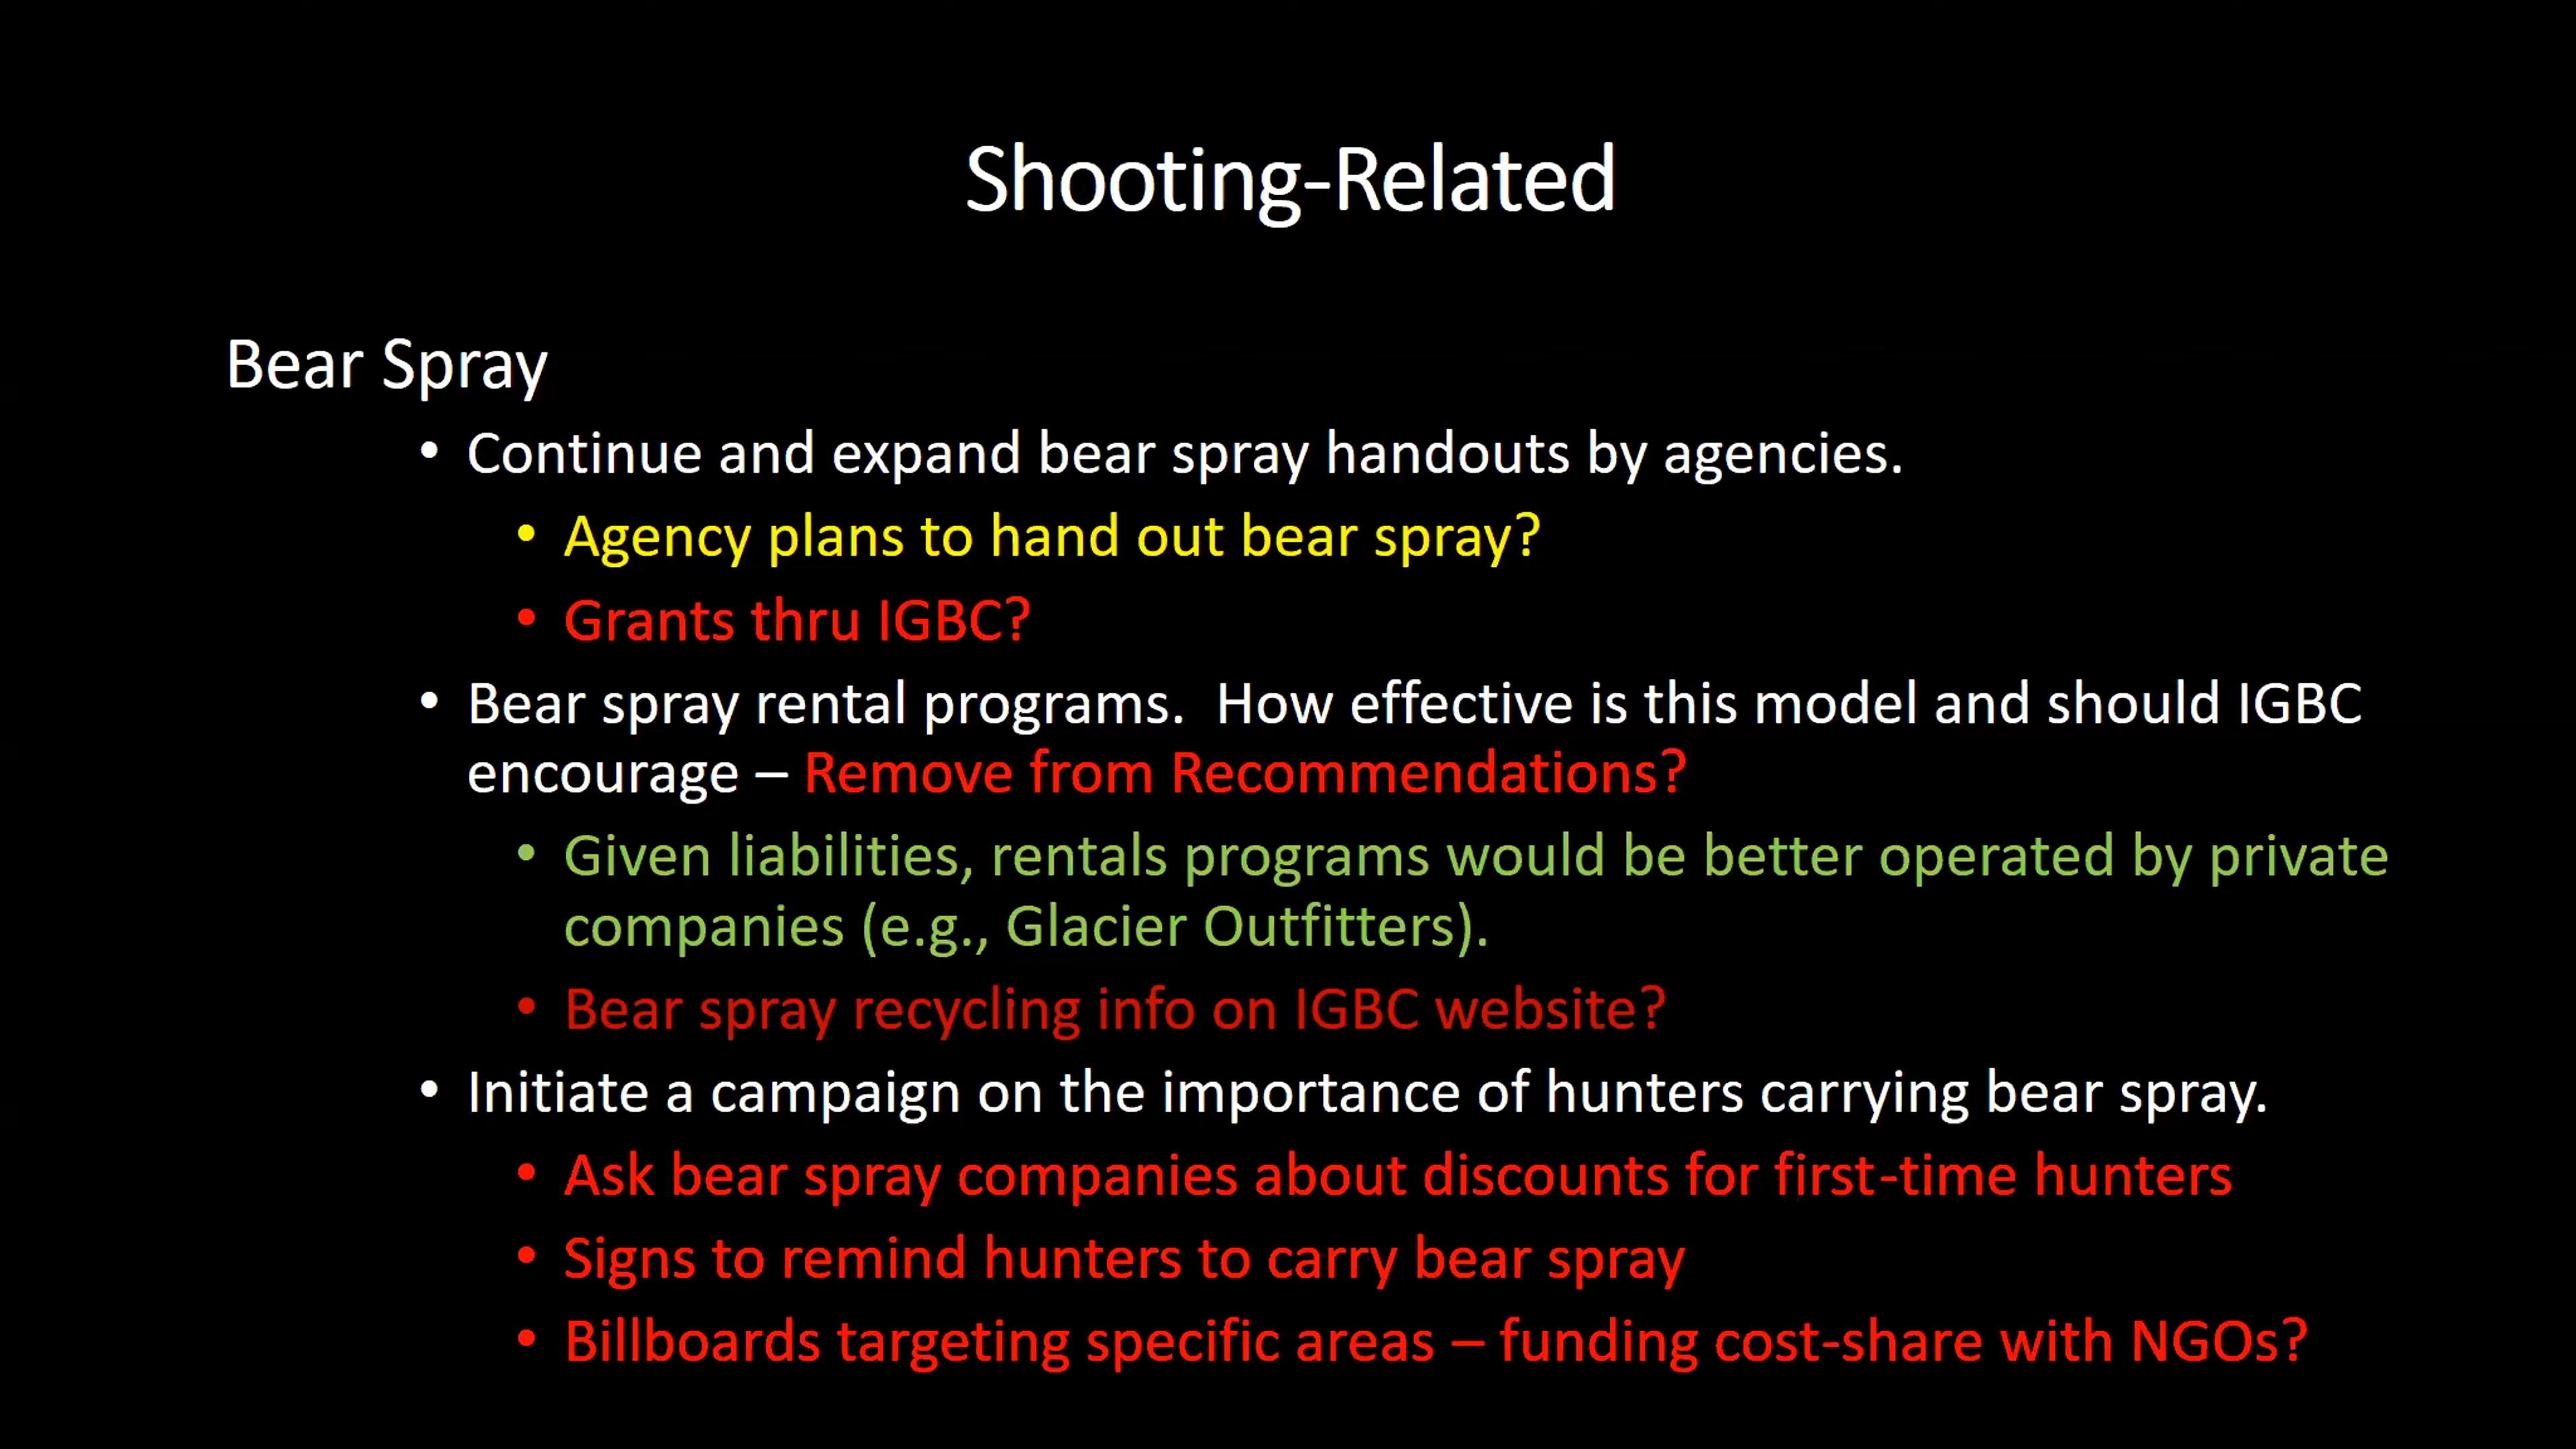 Shooting-Related
Bear Spray
• Continue and expand bear spray handouts by agencies.
• Agency plans to hand out bear spray?
• Grants thru IGBC?
• Bear spray rental programs.  How effective is this model and should IGBC
encourage – Remove from Recommendations?
• Given liabilities, rentals programs would be better operated by private
companies (e.g., Glacier Outfitters).
• Bear spray recycling info on IGBC website?
• Initiate a campaign on the importance of hunters carrying bear spray.
• Ask bear spray companies about discounts for first-time hunters
• Signs to remind hunters to carry bear spray
• Billboards targeting specific areas – funding cost-share with NGOs?